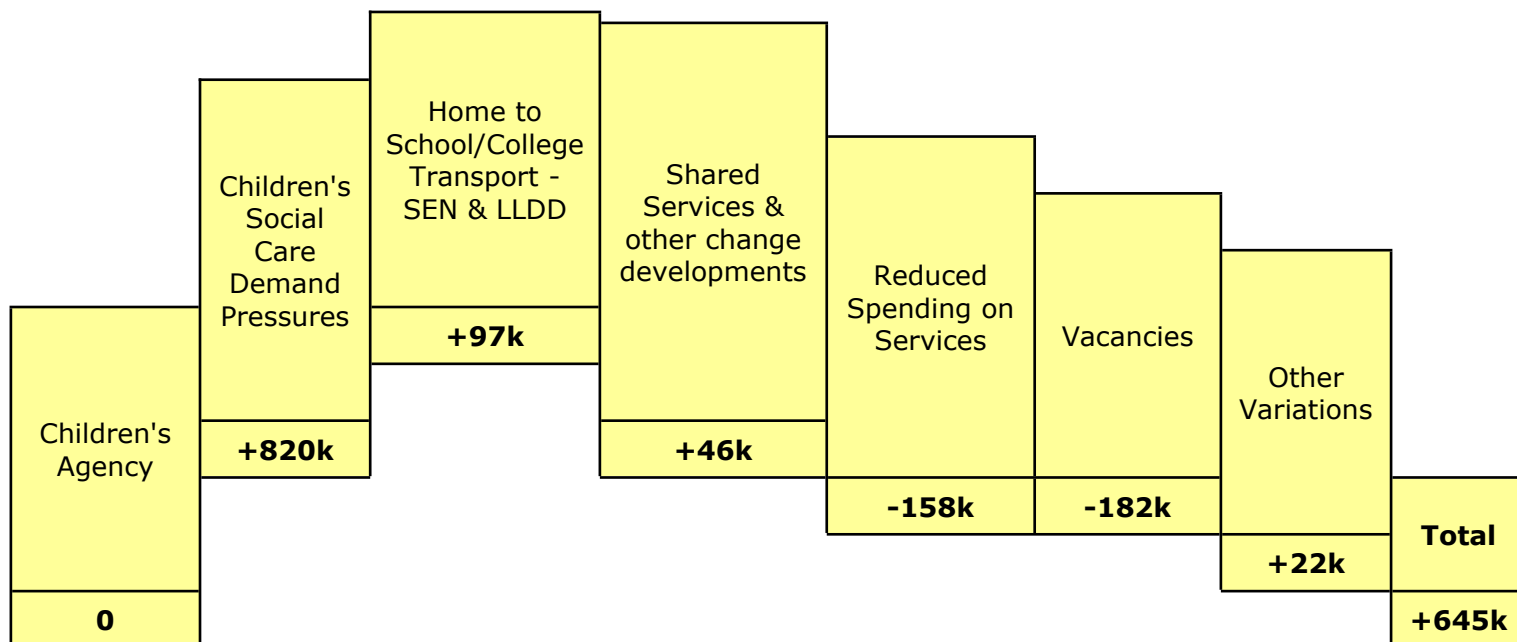 Children's
Agency
0
Children's
Social
Care
Demand
Pressures
+820k
Home to
School/College
Transport -
SEN & LLDD
+97k
Shared
Services &
other change
developments
+46k
Reduced
Spending on
Services
-158k
Vacancies
-182k
Other
Variations
+22k
Total
+645k